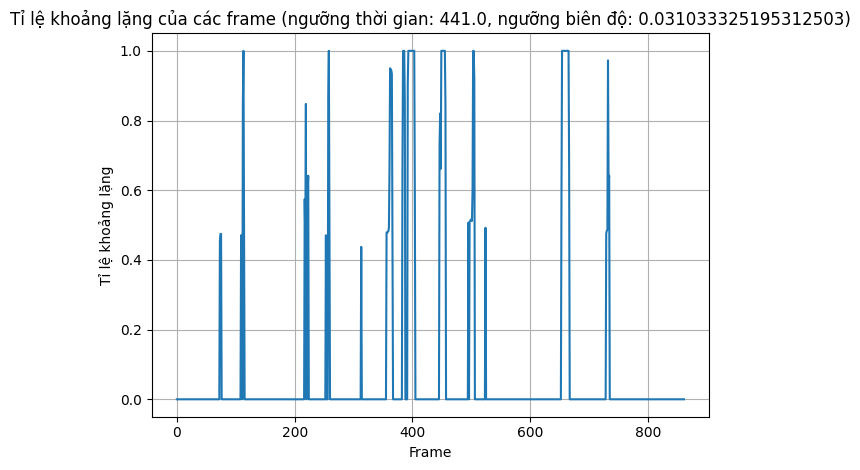 Tỉ lệ khoảng lặng của các frame (ngưỡng thời gian: 441.0, ngưỡng biên độ: 0.031033325195312503)
1.0
0.8
0.6
0.4
0.2
0.0
Tỉ lệ khoảng lặng
0 200 400 600 800
Frame